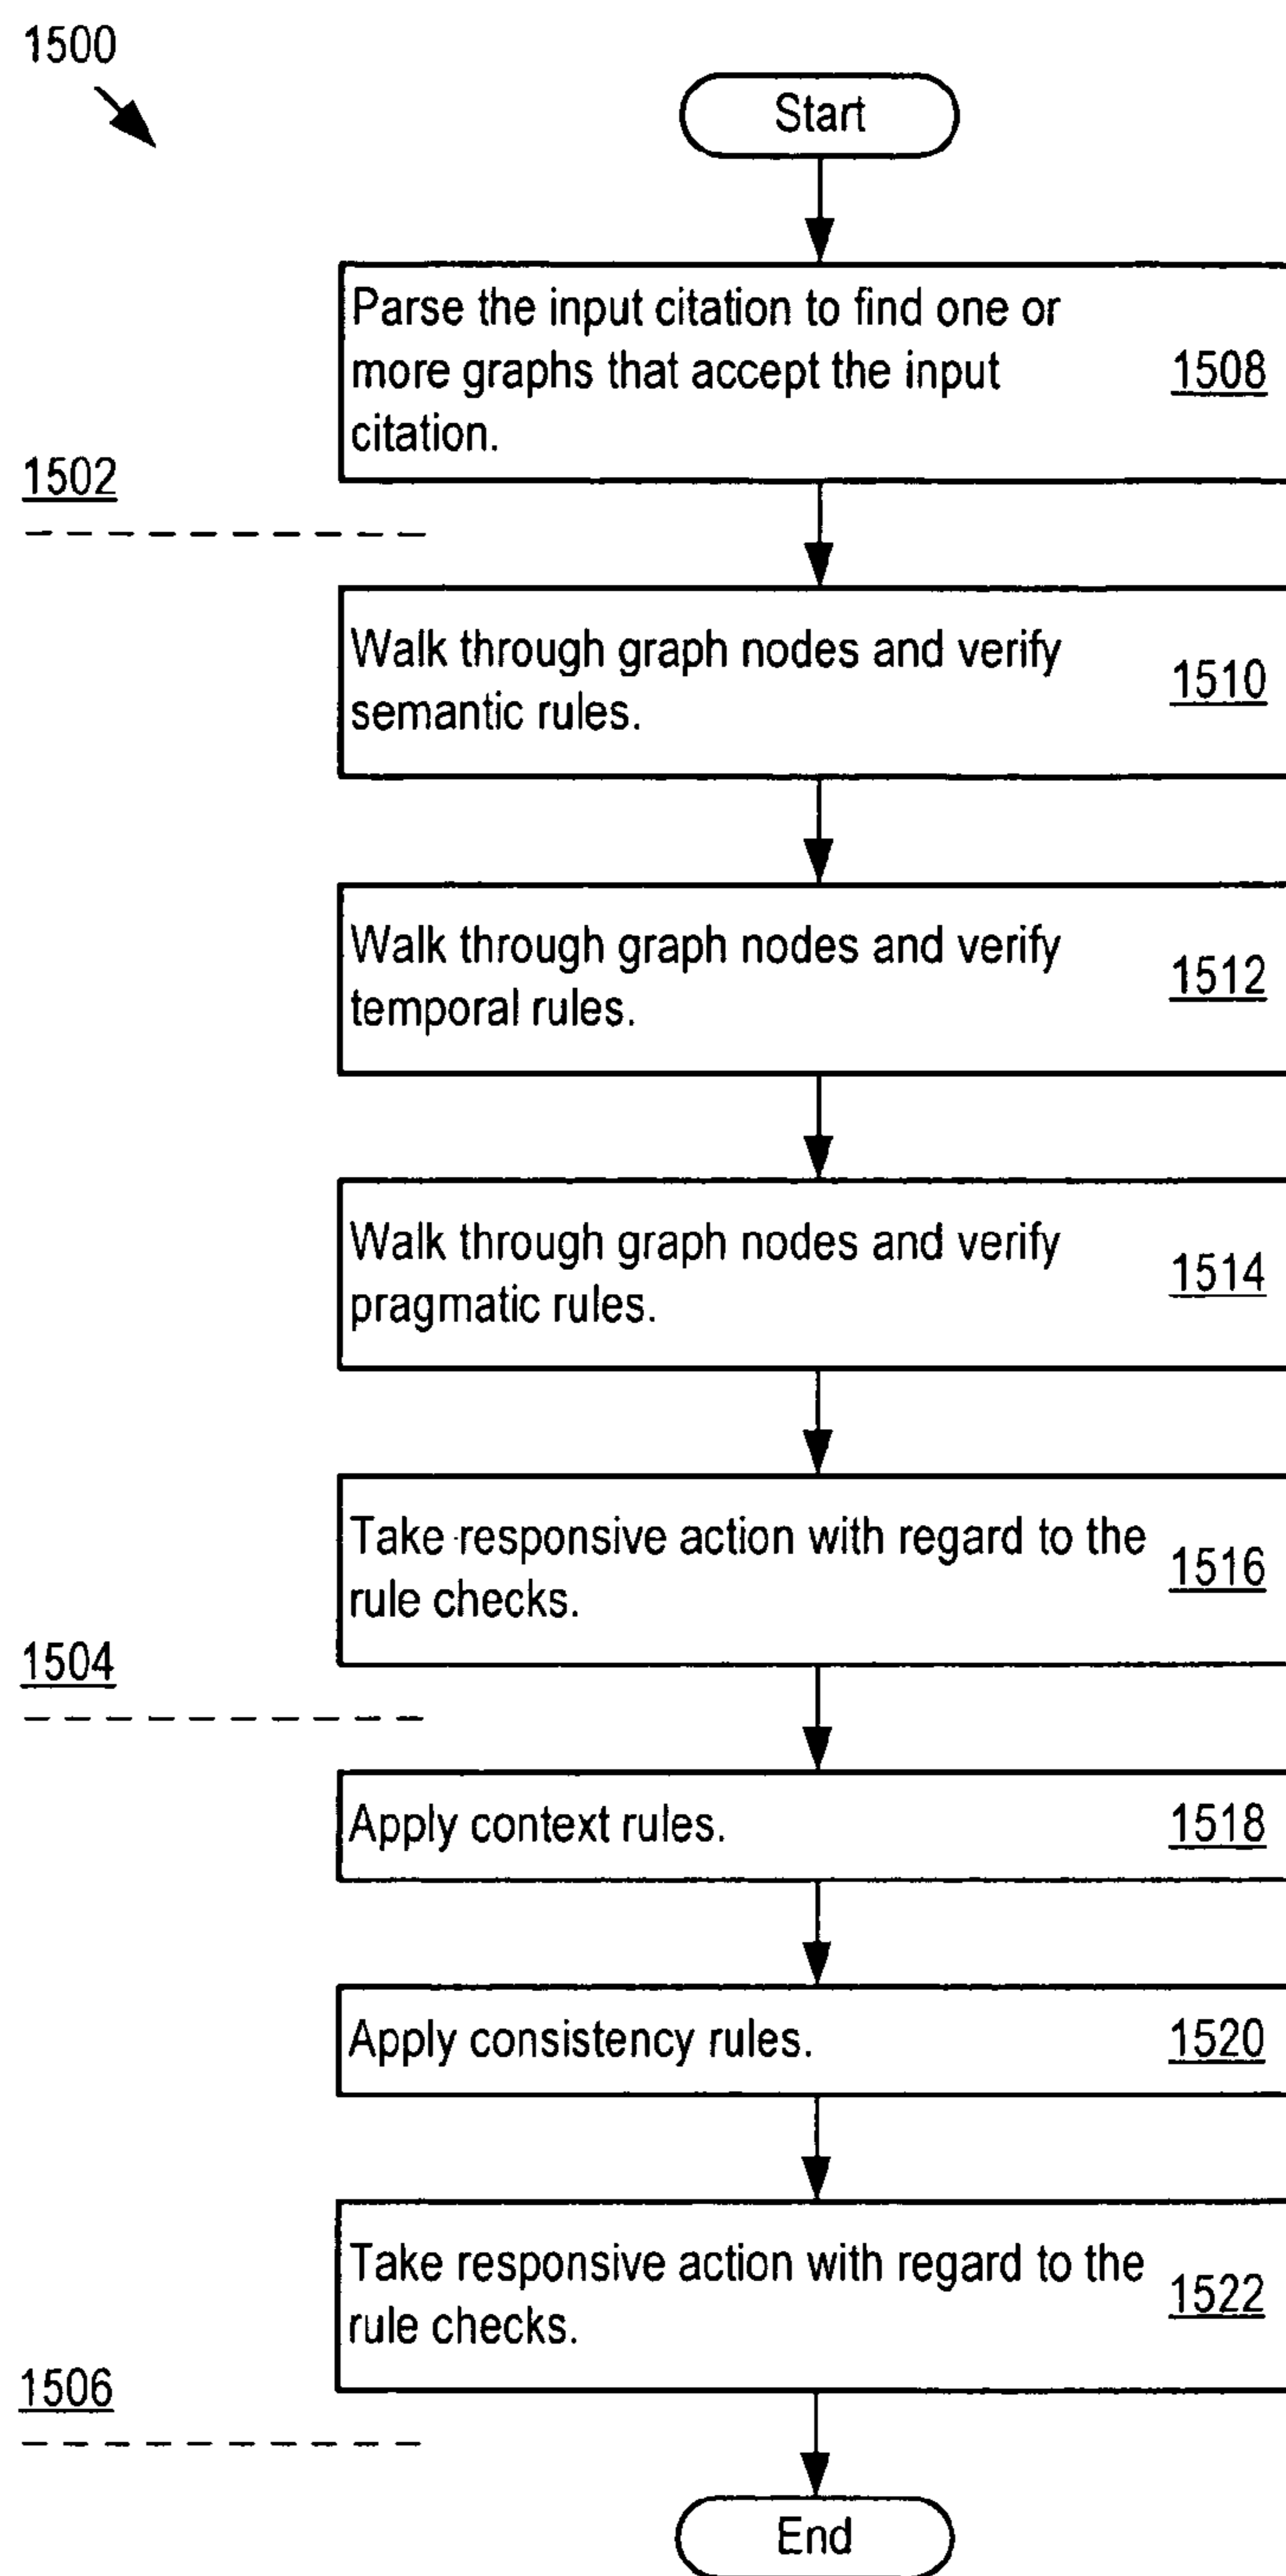 1500
Start
Parse the input citation to find one or
more graphs that accept the input
citation.
1508
1502
Walk through graph nodes and verify
semantic rules.
1510
Walk through graph nodes and verify
temporal rules.
1512
Walk through graph nodes and verify
pragmatic rules.
1514
Take responsive action with regard to the
rule checks.
1516
1504
Apply context rules.
1518
Apply consistency rules.
1520
Take responsive action with regard to the
rule checks.
1522
1506
End